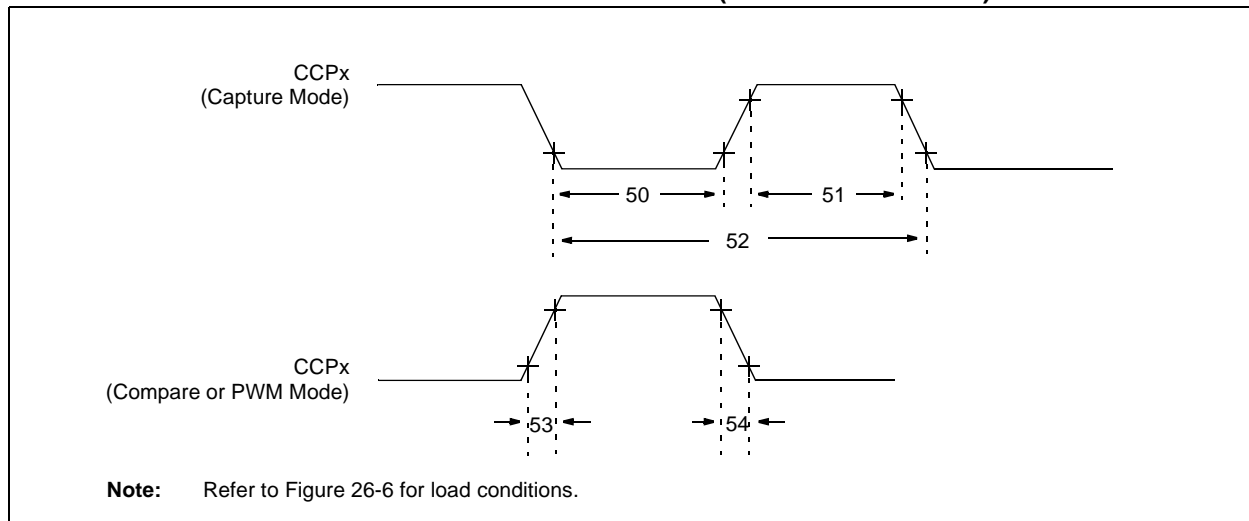 CCPx
(Capture Mode)
50
51
52
CCPx
(Compare or PWM Mode)
53
54
Note: Refer to Figure 26-6 for load conditions.